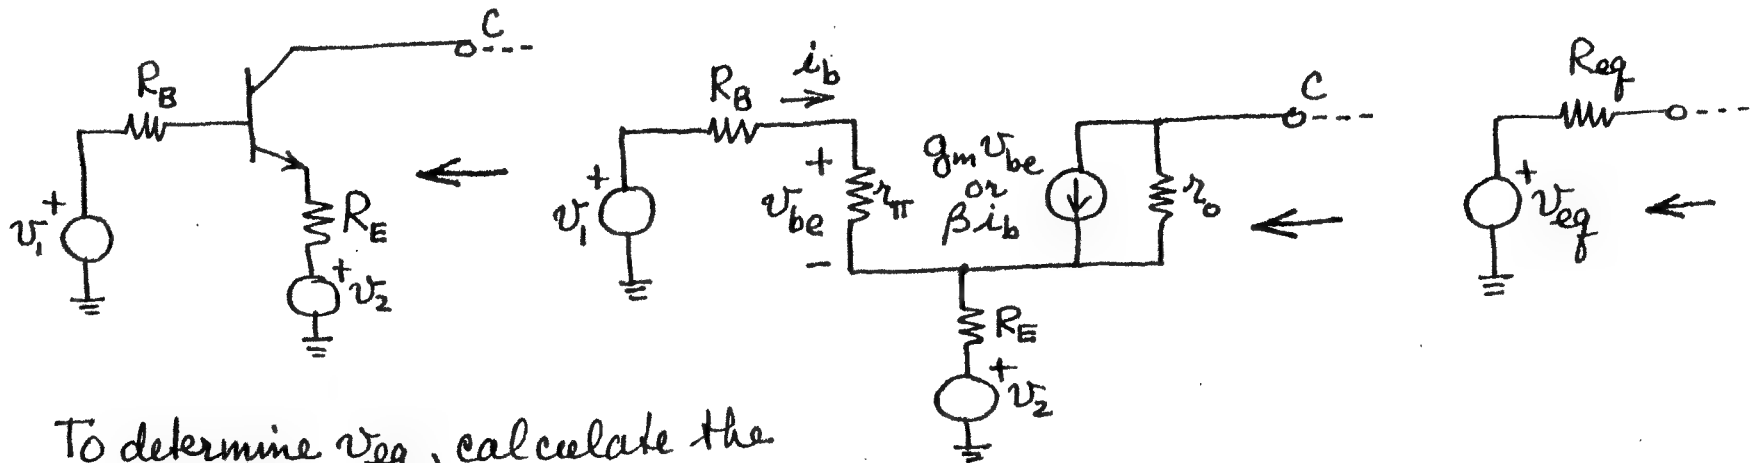 C
R_B
v_1
+
R_E
+
v_2
R_B
i_b
v_1
+
+
v_be
-
r_π
g_m v_be
or
β i_b
r_o
C
R_E
+
v_2
R_eq
+
v_eq
To determine v_eq, calculate the